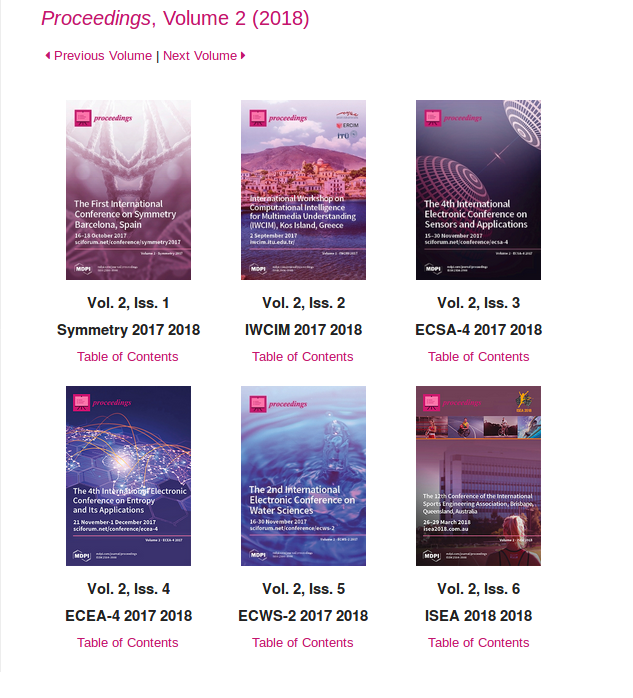 Proceedings, Volume 2 (2018)
Previous Volume | Next Volume
proceedings
The First International
Conference on Symmetry
Barcelona, Spain
16–18 October 2017
sciforum.net/conference/symmetry2017
MDPI
proceedings
ERCIM
İTÜ
International Workshop on
Computational Intelligence
for Multimedia Understanding
(IWCIM), Kos Island, Greece
2 September 2017
iwcim.itu.edu.tr/
MDPI
proceedings
The 4th International
Electronic Conference on
Sensors and Applications
15–30 November 2017
sciforum.net/conference/ecsa-4
MDPI
Vol. 2, Iss. 1
Symmetry 2017 2018
Table of Contents
Vol. 2, Iss. 2
IWCIM 2017 2018
Table of Contents
Vol. 2, Iss. 3
ECSA-4 2017 2018
Table of Contents
proceedings
The 4th International Electronic
Conference on Entropy
and Its Applications
21 November-1 December 2017
sciforum.net/conference/ecea-4
MDPI
proceedings
The 2nd International
Electronic Conference on
Water Sciences
16-30 November 2017
sciforum.net/conference/ecws-2
MDPI
proceedings
The 12th Conference of the International
Sports Engineering Association, Brisbane,
Queensland, Australia
26–29 March 2018
isea2018.com.au
MDPI
Vol. 2, Iss. 4
ECEA-4 2017 2018
Table of Contents
Vol. 2, Iss. 5
ECWS-2 2017 2018
Table of Contents
Vol. 2, Iss. 6
ISEA 2018 2018
Table of Contents